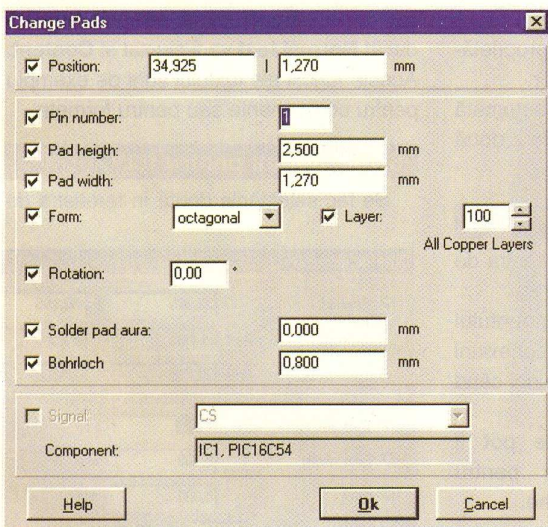 Change Pads
Position: 34,925 | 1,270 mm
Pin number: 1
Pad heigth: 2,500 mm
Pad width: 1,270 mm
Form: octagonal Layer: 100
All Copper Layers
Rotation: 0,00 °
Solder pad aura: 0,000 mm
Bohrloch 0,800 mm
Signal: CS
Component: IC1, PIC16C54
Help Ok Cancel